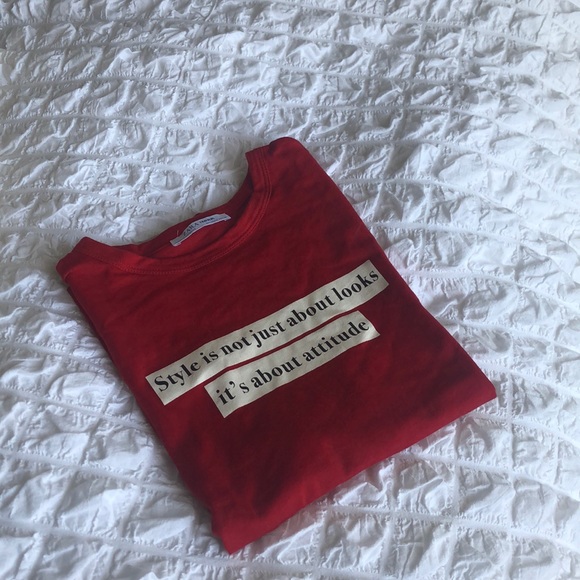 Style is not just about looks
it's about attitude